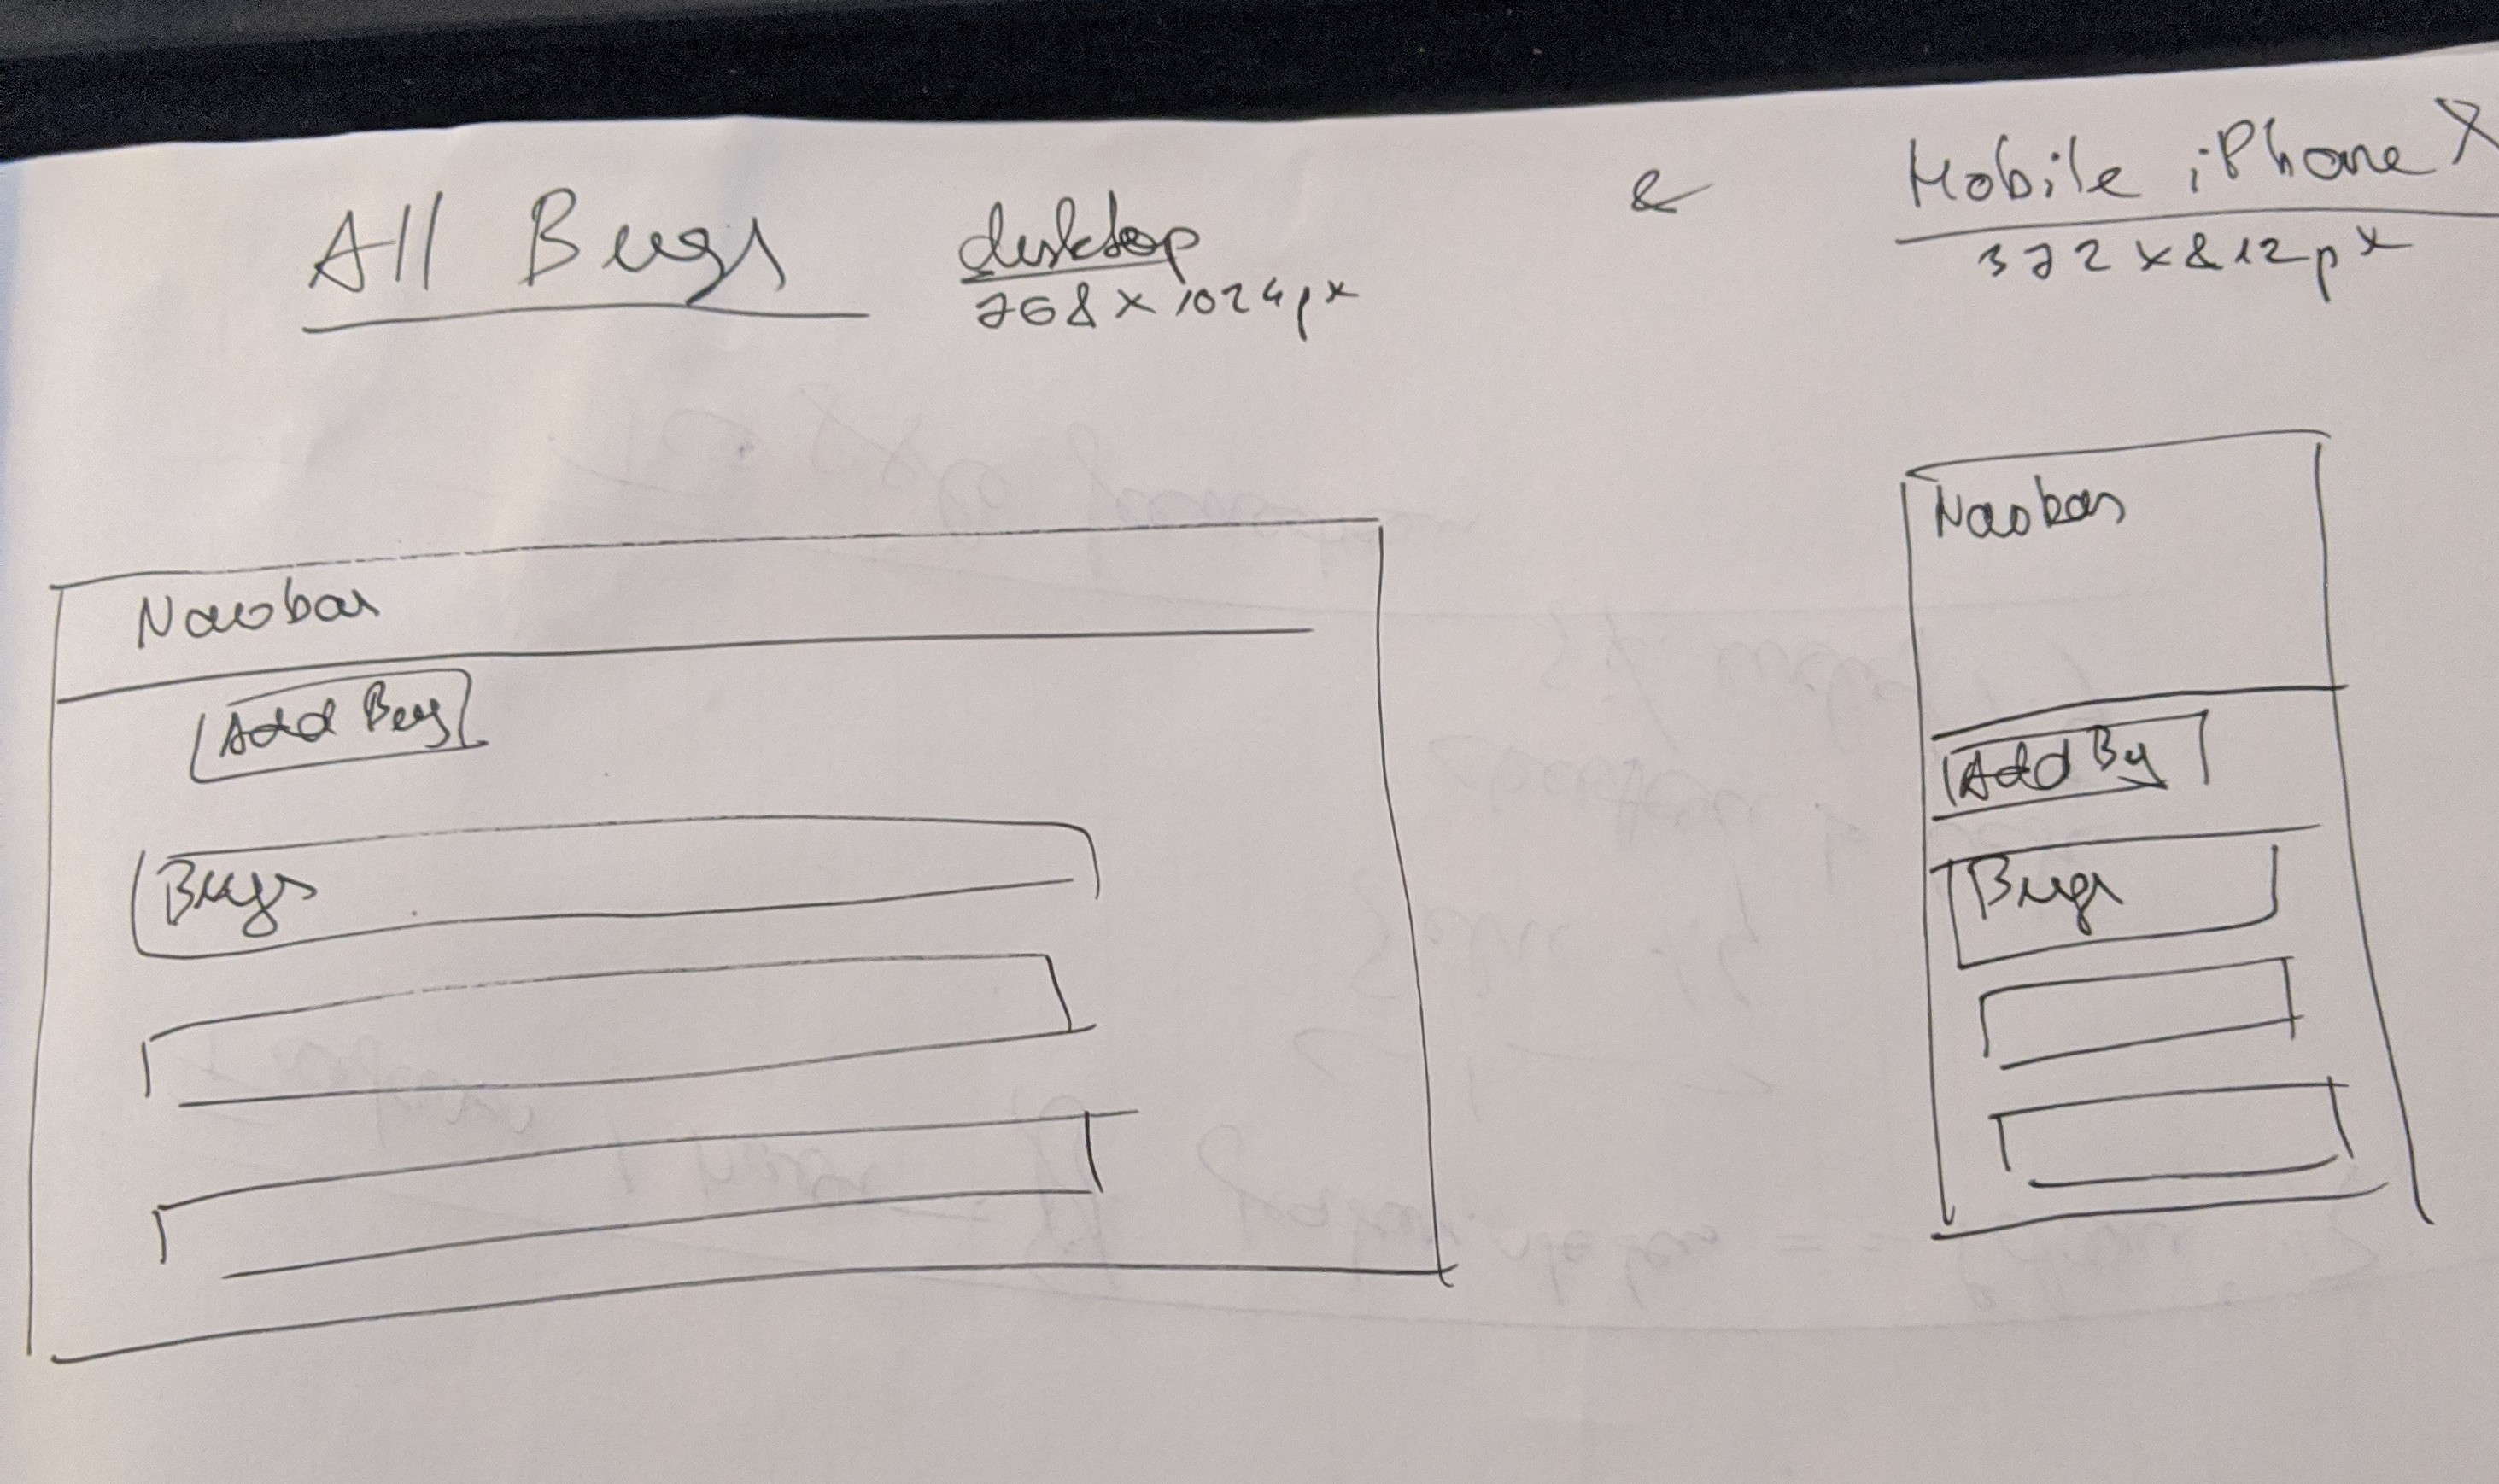 All Bugs desktop & Mobile iPhone X
768 x 1024px
372 x 812px
Navbar
Add Bug
Bugs
Navbar
Add Bug
Bugs